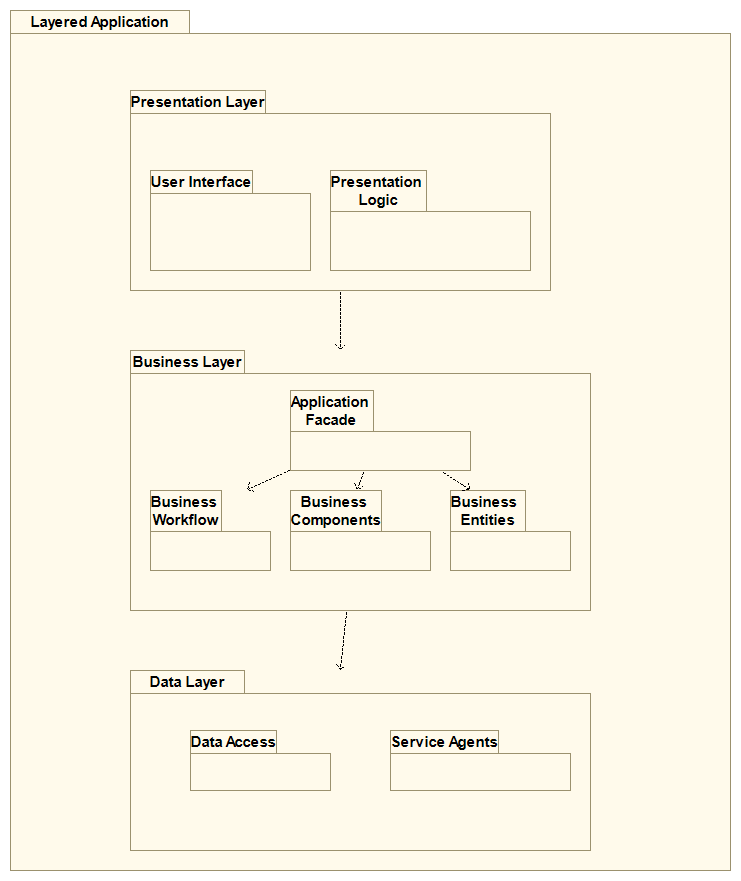 Layered Application
Presentation Layer
User Interface
Presentation
Logic
Business Layer
Application
Facade
Business
Workflow
Business
Components
Business
Entities
Data Layer
Data Access
Service Agents